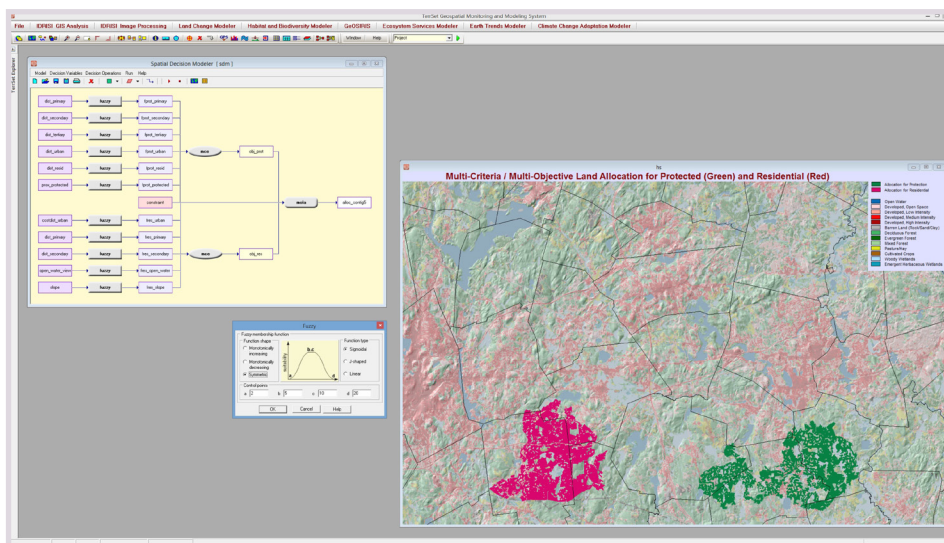 TerrSet Geospatial Monitoring and Modeling System
File IDRISI GIS Analysis IDRISI Image Processing Land Change Modeler Habitat and Biodiversity Modeler GeOSIRIS Ecosystem Services Modeler Earth Trends Modeler Climate Change Adaptation Modeler
Window Help Project
TerrSet Explorer
Spatial Decision Modeler ( sdm )
Model Decision Variables Decision Operations Run Help
dist_primary fuzzy fprot_primary
dist_secondary fuzzy fprot_secondary
dist_tertiary fuzzy fprot_tertiary
dist_urban fuzzy fprot_urban mce obj_prot
dist_road fuzzy fprot_road
prox_protected fuzzy fprot_protected
constraint mola alloc_contig5
costdist_urban fuzzy fres_urban
dist_primary fuzzy fres_primary
dist_secondary fuzzy fres_secondary mce obj_res
open_water_view fuzzy fres_open_water
slope fuzzy fres_slope
Fuzzy
Fuzzy membership function
Function shape
Monotonically increasing
Monotonically decreasing
Symmetric
suitability
b,c
a
d
Function type
Sigmoidal
J-shaped
Linear
Control points
b 5 c 10 d 20
OK Cancel Help
Multi-Criteria / Multi-Objective Land Allocation for Protected (Green) and Residential (Red)
Allocation for Protection
Allocation for Residential
Open Water
Developed, Open Space
Developed, Low Intensity
Developed, Medium Intensity
Developed, High Intensity
Barren Land (Rock/Sand/Clay)
Deciduous Forest
Evergreen Forest
Mixed Forest
Pasture/Hay
Cultivated Crops
Woody Wetlands
Emergent Herbaceous Wetlands